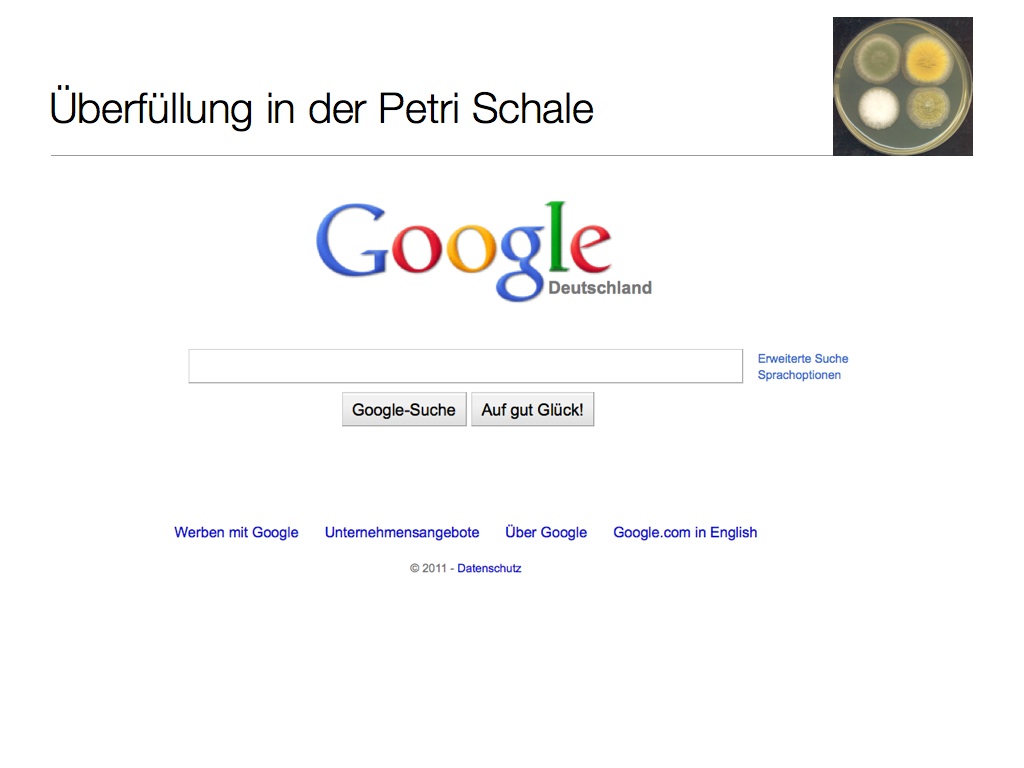 Überfüllung in der Petri Schale
Google
Deutschland
Erweiterte Suche
Sprachoptionen
Google-Suche
Auf gut Glück!
Werben mit Google Unternehmensangebote Über Google Google.com in English
© 2011 - Datenschutz